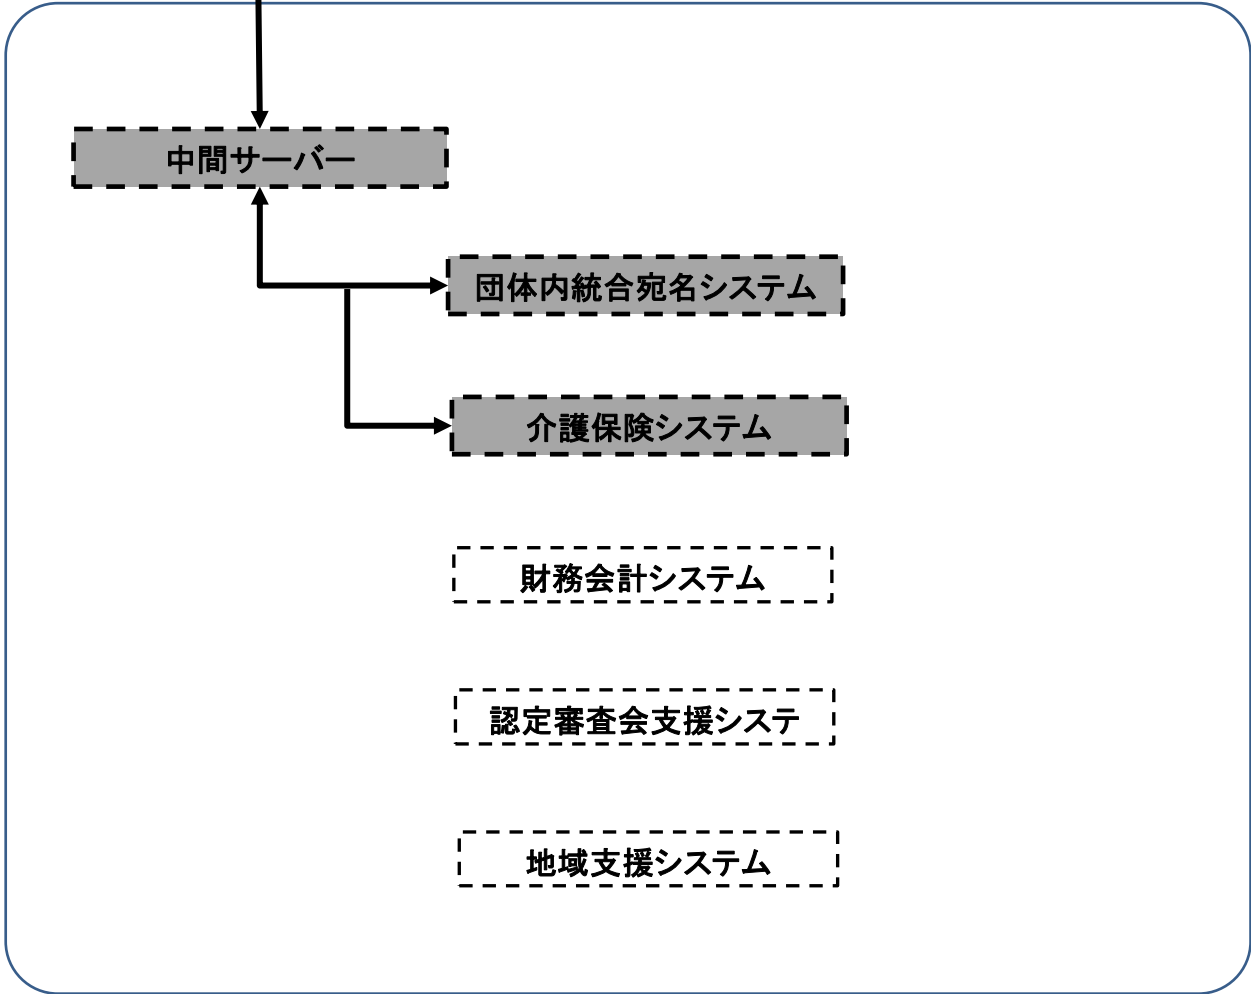 中間サーバー
団体内統合宛名システム
介護保険システム
財務会計システム
認定審査会支援システ
地域支援システム